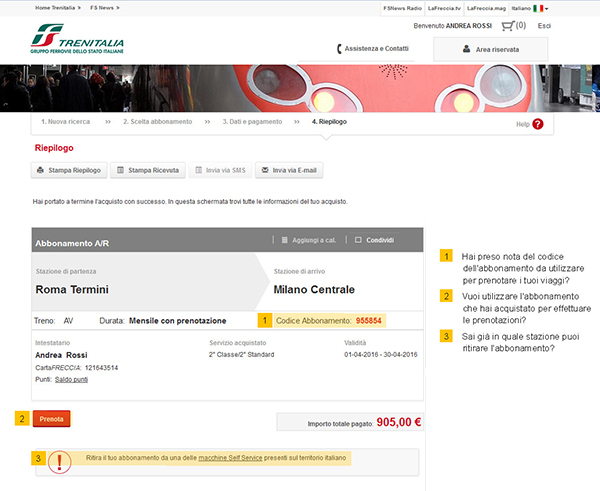 Home Trenitalia FS News
FSNews Radio LaFreccia.tv LaFreccia.mag Italiano
Benvenuto ANDREA ROSSI (0) Esci
TRENITALIA
GRUPPO FERROVIE DELLO STATO ITALIANE
Assistenza e Contatti Area riservata
1. Nuova ricerca 2. Scelta abbonamento 3. Dati e pagamento 4. Riepilogo Help ?
Riepilogo
Stampa Riepilogo Stampa Ricevuta Invia via SMS Inva via E-mail
Hai portato a termine l'acquisto con successo. In questa schermata trovi tutte le informazioni del tuo acquisto.
Abbonamento A/R Aggiungi a cal. Condividi
Stazione di partenza Stazione di arrivo
Roma Termini Milano Centrale
Treno: AV Durata: Mensile con prenotazione 1 Codice Abbonamento: 955854
Intestatario Servizio acquistato Validità
Andrea Rossi 2° Classe/2° Standard 01-04-2016 - 30-04-2016
CartaFRECCIA: 121643514
Punti: Saldo punti
2 Prenota
Importo totale pagato: 905,00 €
3 ! Ritira il tuo abbonamento da una delle macchine Self Service presenti sul territorio italiano
1 Hai preso nota del codice
dell'abbonamento da utilizzare
per prenotare i tuoi viaggi?
2 Vuoi utilizzare l'abbonamento
che hai acquistato per effettuare
le prenotazioni?
3 Sai già in quale stazione puoi
ritirare l'abbonamento?